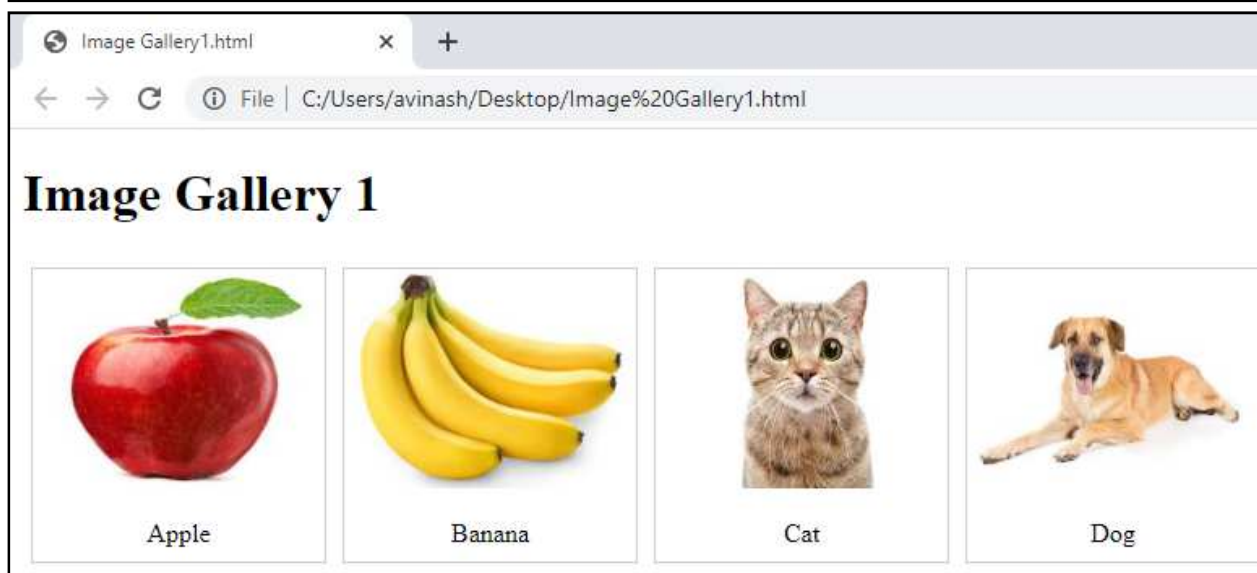 Image Gallery1.html
File | C:/Users/avinash/Desktop/Image%20Gallery1.html
Image Gallery 1
Apple Banana Cat Dog